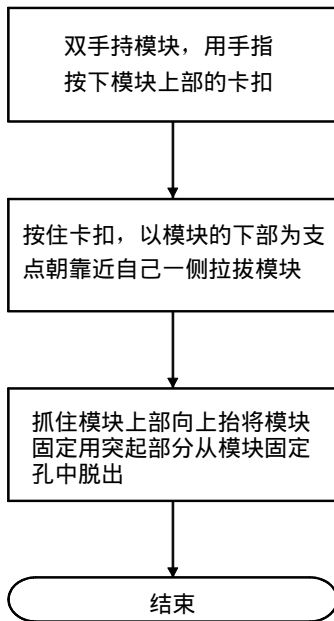 双手持模块，用手指
按下模块上部的卡扣
按住卡扣，以模块的下部为支
点朝靠近自己一侧拉拔模块
抓住模块上部向上抬将模块
固定用突起部分从模块固定
孔中脱出
结束